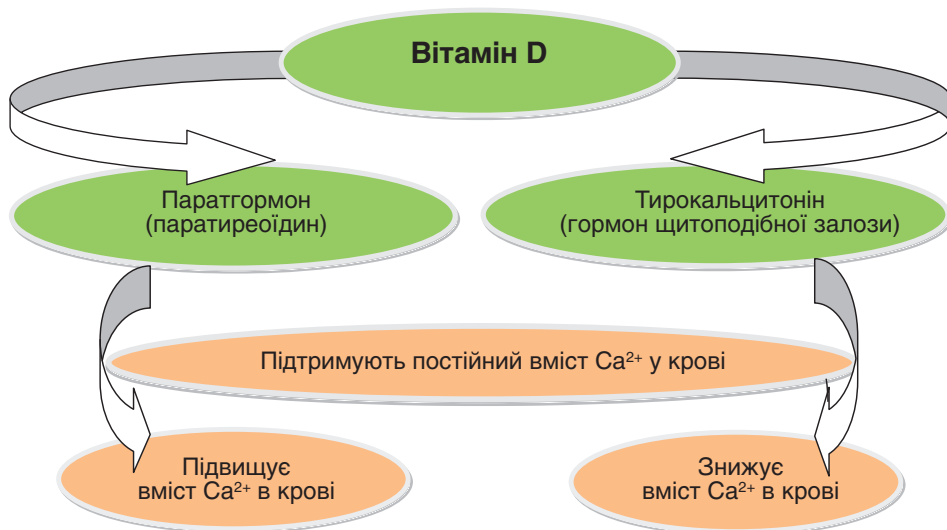 Вітамін D
Паратгормон
(паратиреоїдин)
Тирокальцитонін
(гормон щитоподібної залози)
Підтримують постійний вміст Ca²⁺ у крові
Підвищує
вміст Ca²⁺ в крові
Знижує
вміст Ca²⁺ в крові